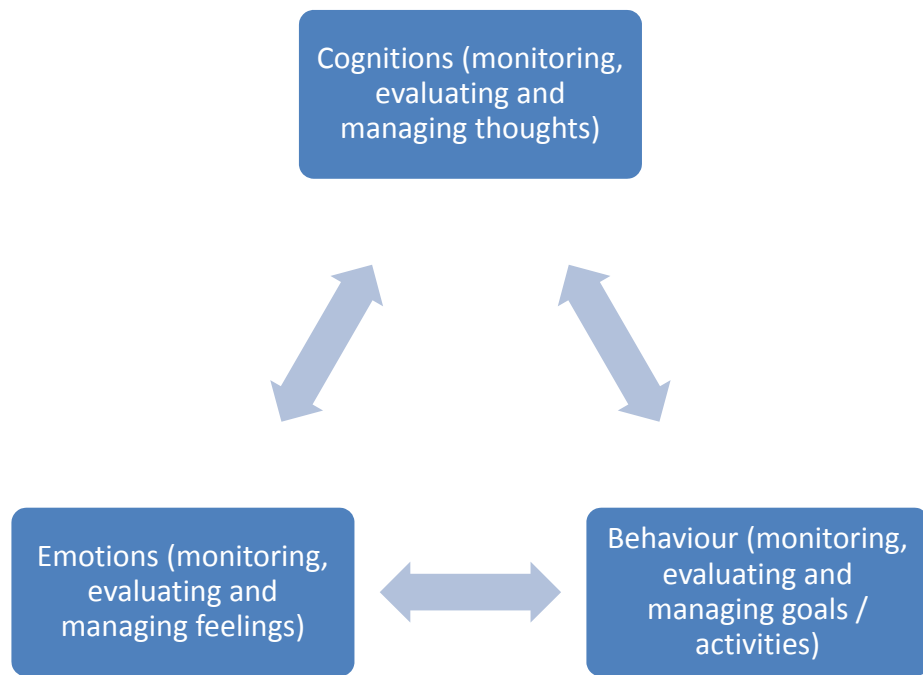 Cognitions (monitoring,
evaluating and
managing thoughts)
Emotions (monitoring,
evaluating and
managing feelings)
Behaviour (monitoring,
evaluating and
managing goals /
activities)